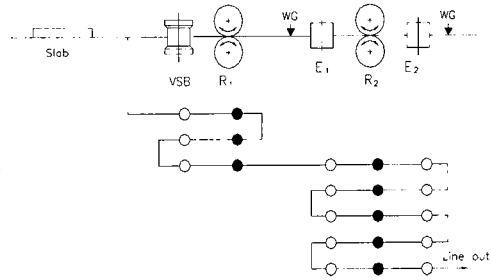 WG
WG
Slab
VSB
R₁
E₁
R₂
E₂
Line out